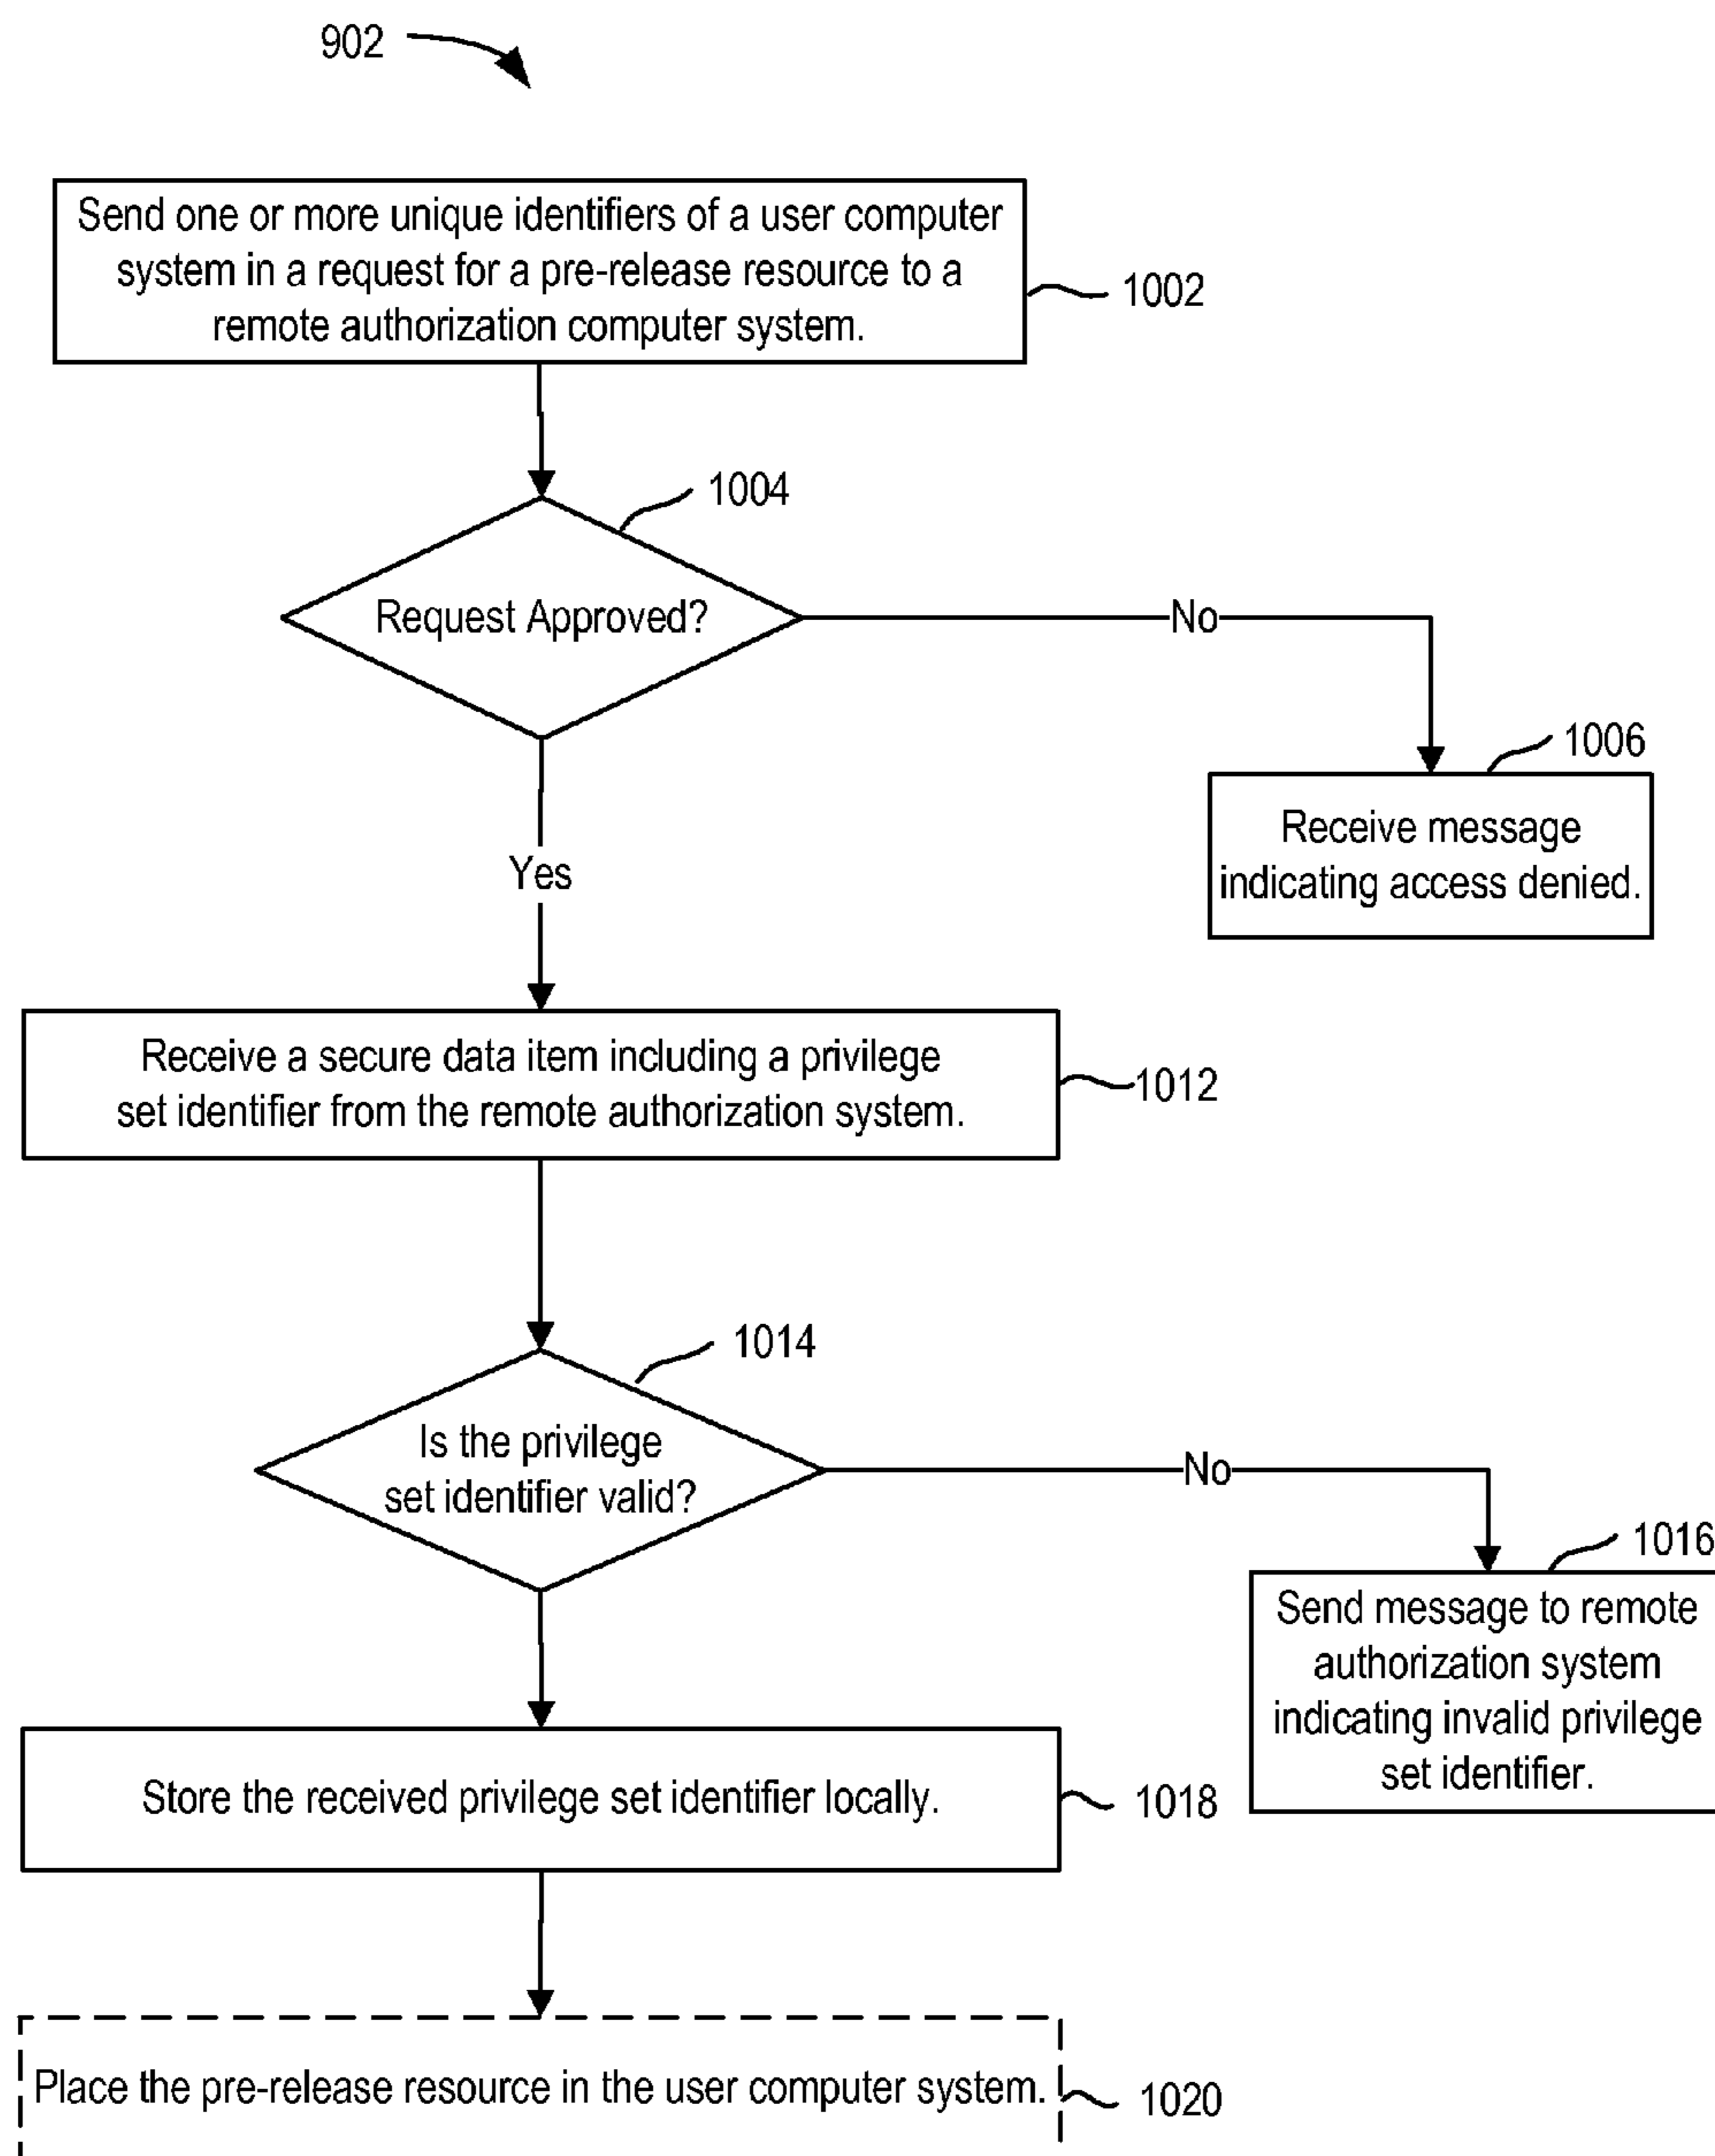 902
Send one or more unique identifiers of a user computer
system in a request for a pre-release resource to a
remote authorization computer system.
1002
1004
Request Approved?
No
1006
Receive message
indicating access denied.
Yes
Receive a secure data item including a privilege
set identifier from the remote authorization system.
1012
1014
Is the privilege
set identifier valid?
No
1016
Send message to remote
authorization system
indicating invalid privilege
set identifier.
Store the received privilege set identifier locally.
1018
Place the pre-release resource in the user computer system.
1020